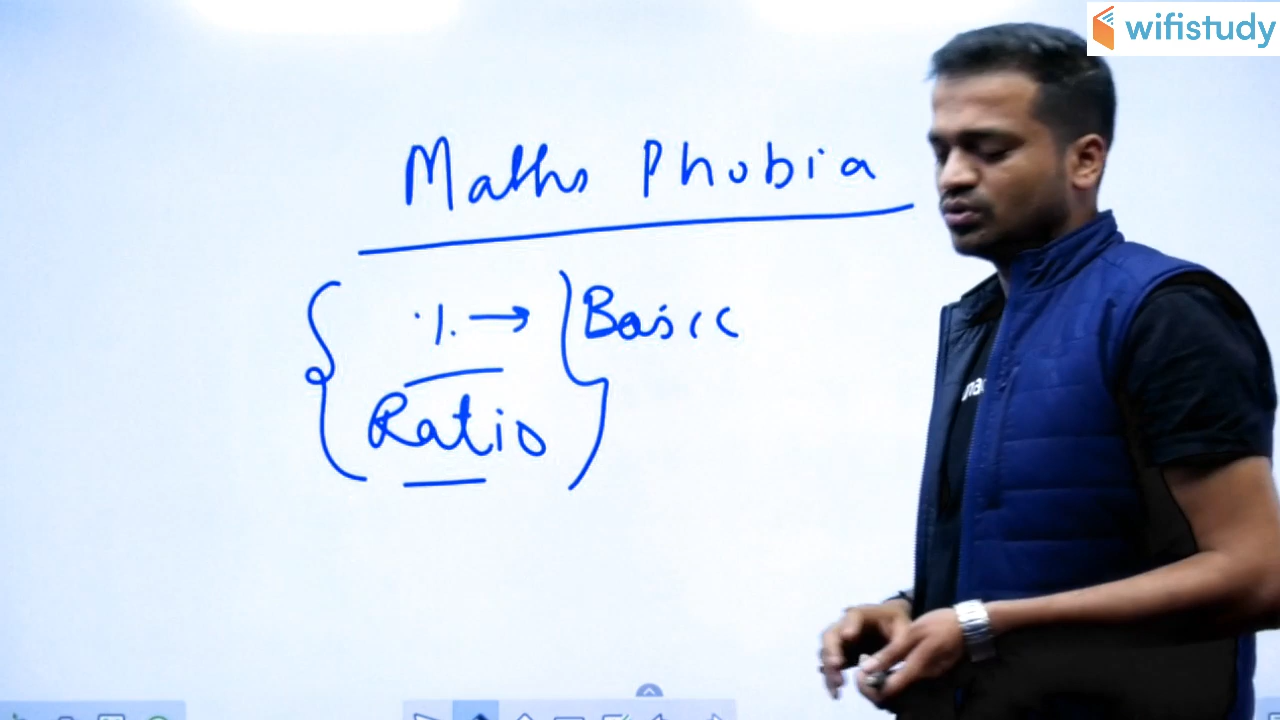 wifistudy
Maths Phobia
% → Basic
Ratio